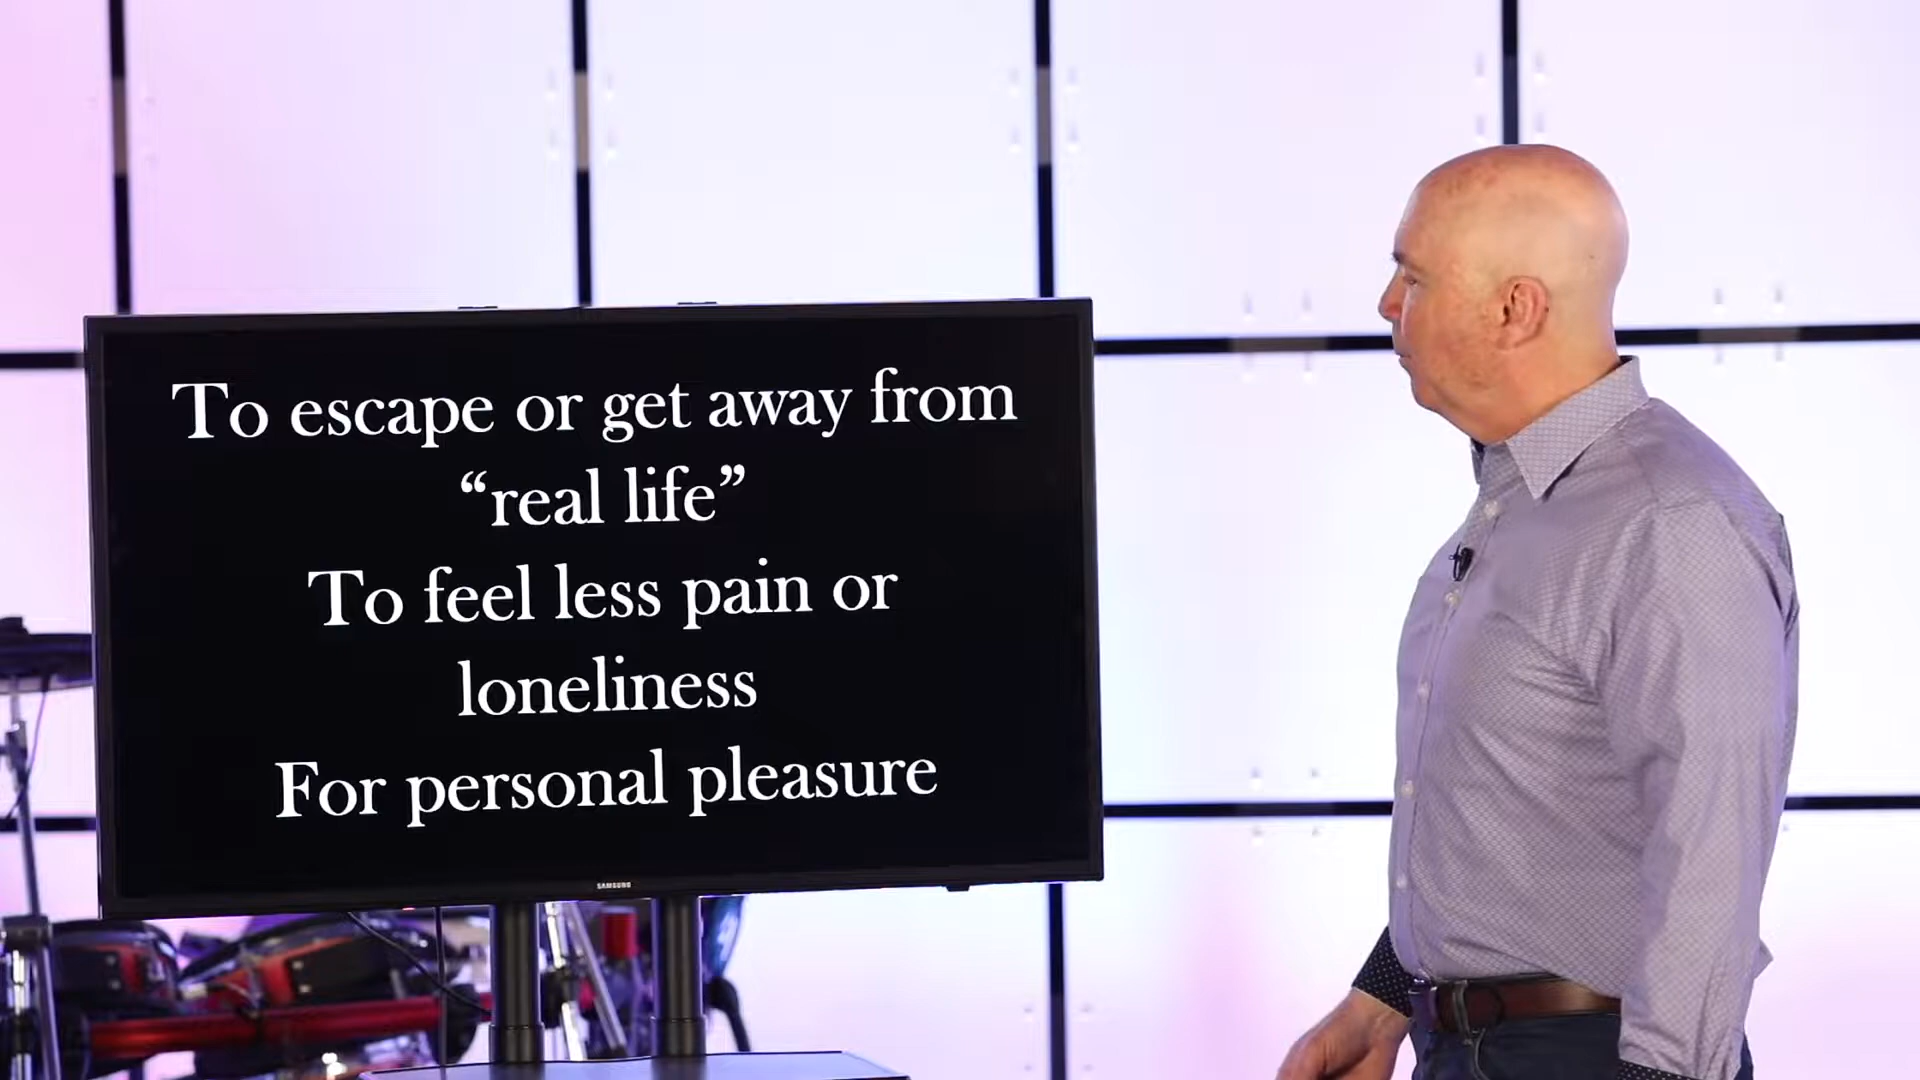 To escape or get away from
“real life”
To feel less pain or
loneliness
For personal pleasure
SAMSUNG